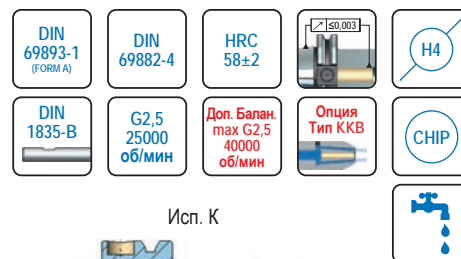 DIN
69893-1
(FORM A)
DIN
69882-4
HRC
58±2
≤0,003
H4
DIN
1835-B
G2,5
25000
об/мин
Доп. Балан.
max G2,5
40000
об/мин
Опция
Тип ККВ
CHIP
Исп. К